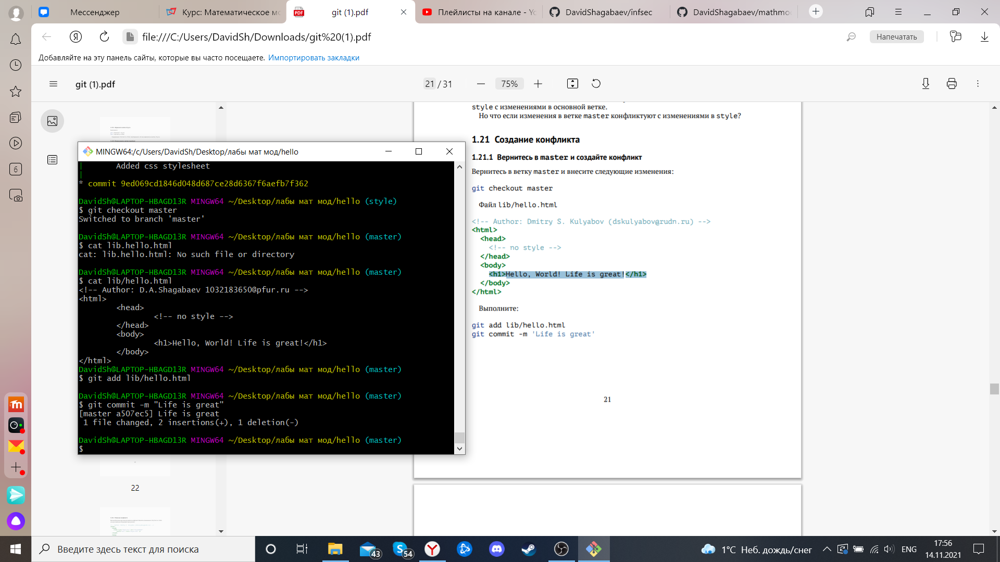 Мессенджер
Курс: Математическое мо
git (1).pdf
Плейлисты на канале - Yo
DavidShagabaev/infsec
DavidShagabaev/mathmo
file:///C:/Users/DavidSh/Downloads/git%20(1).pdf
Напечатать
Добавляйте на эту панель сайты, которые вы часто посещаете. Импортировать закладки
git (1).pdf
21 / 31
75%
style с изменениями в основной ветке.
Но что если изменения в ветке master конфликтуют с изменениями в style?
1.21 Создание конфликта
1.21.1 Вернитесь в master и создайте конфликт
Вернитесь в ветку master и внесите следующие изменения:
git checkout master
Файл lib/hello.html
<!-- Author: Dmitry S. Kulyabov (dskulyabov@rudn.ru) -->
<html>
<head>
<!-- no style -->
</head>
<body>
<h1>Hello, World! Life is great!</h1>
</body>
</html>
Выполните:
git add lib/hello.html
git commit -m 'Life is great'
21
MINGW64:/c/Users/DavidSh/Desktop/лабы мат мод/hello
| Added css stylesheet
|
* commit 9ed069cd1846d048d687ce28d6367f6aefb7f362
DavidSh@LAPTOP-HBAGD13R MINGW64 ~/Desktop/лабы мат мод/hello (style)
$ git checkout master
Switched to branch 'master'
DavidSh@LAPTOP-HBAGD13R MINGW64 ~/Desktop/лабы мат мод/hello (master)
$ cat lib.hello.html
cat: lib.hello.html: No such file or directory
DavidSh@LAPTOP-HBAGD13R MINGW64 ~/Desktop/лабы мат мод/hello (master)
$ cat lib/hello.html
<!-- Author: D.A.Shagabaev 1032183650@pfur.ru -->
<html>
<head>
<!-- no style -->
</head>
<body>
<h1>Hello, World! Life is great!</h1>
</body>
</html>
DavidSh@LAPTOP-HBAGD13R MINGW64 ~/Desktop/лабы мат мод/hello (master)
$ git add lib/hello.html
DavidSh@LAPTOP-HBAGD13R MINGW64 ~/Desktop/лабы мат мод/hello (master)
$ git commit -m "Life is great"
[master a507ec5] Life is great
1 file changed, 2 insertions(+), 1 deletion(-)
DavidSh@LAPTOP-HBAGD13R MINGW64 ~/Desktop/лабы мат мод/hello (master)
$
22
6
Введите здесь текст для поиска
43
54
1°C Неб. дождь/снег
ENG
17:56
14.11.2021